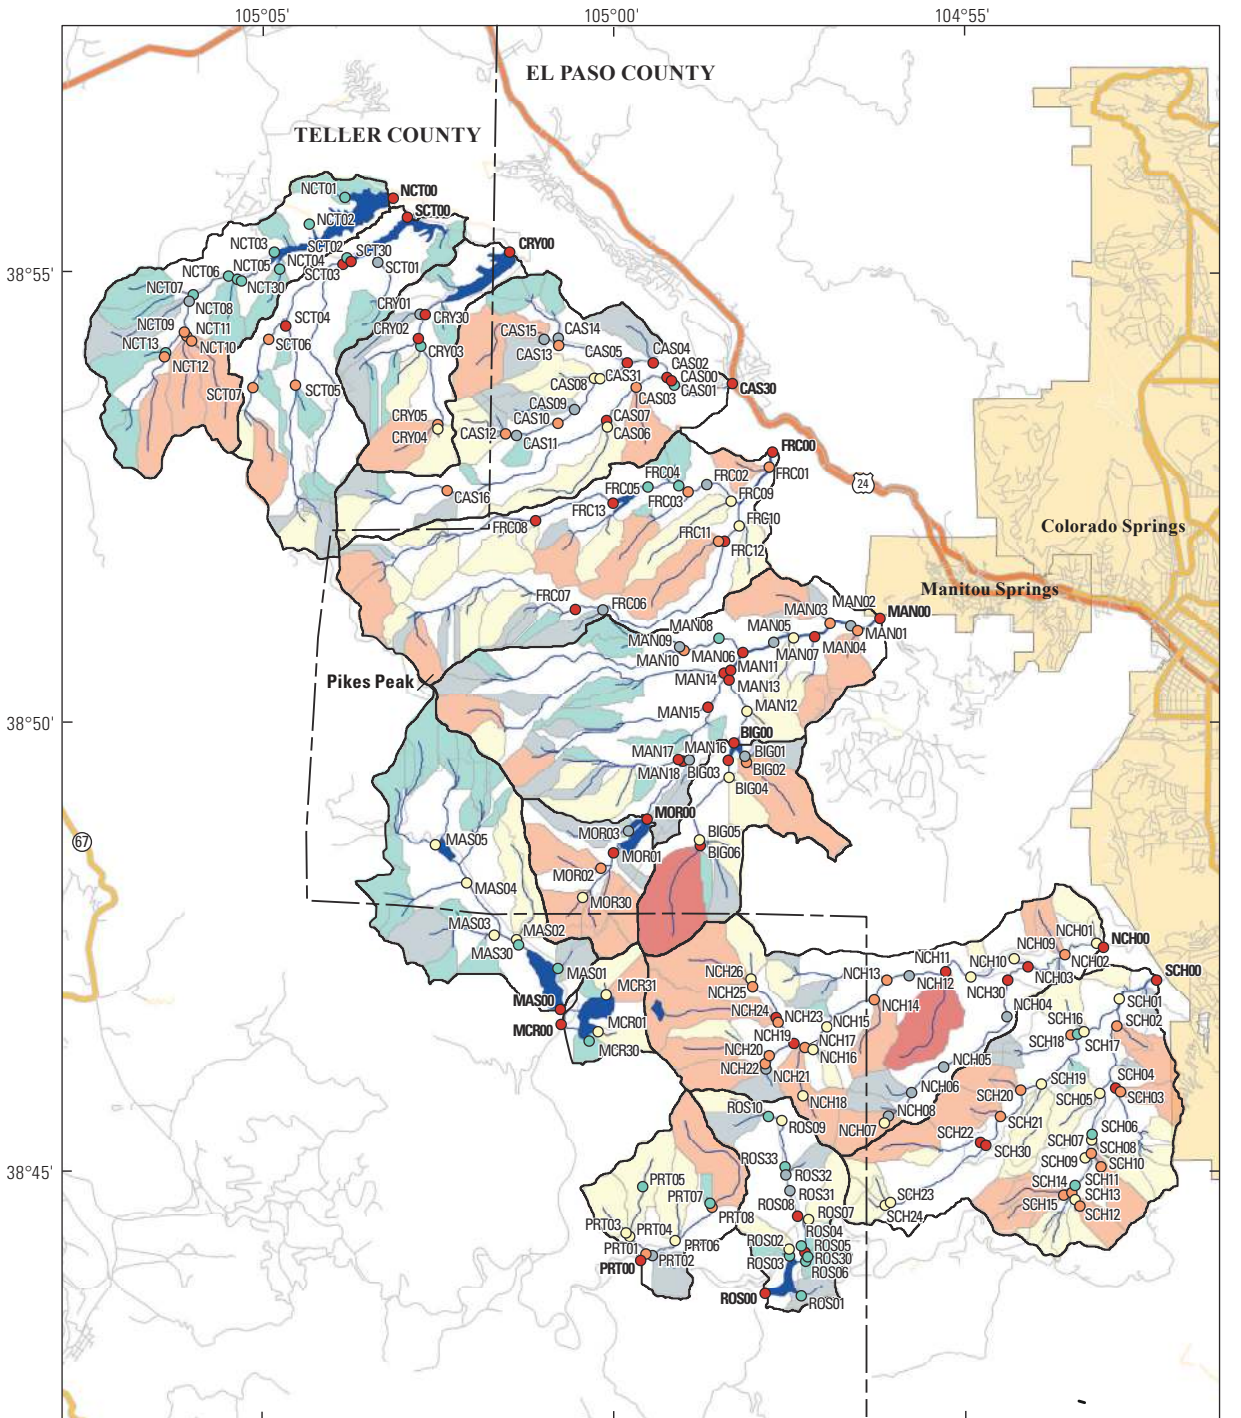 105°05'
105°00'
104°55'
EL PASO COUNTY
TELLER COUNTY
NCT01
NCT00
SCT00
NCT02
NCT03
SCT02
SCT30
CRY00
38°55'
NCT06
NCT05
NCT04
SCT03
SCT01
NCT07
NCT30
NCT08
CRY01
CRY30
NCT09
NCT11
SCT04
CRY02
CAS15
CAS14
NCT13
NCT10
SCT06
CRY03
CAS13
CAS05
CAS04
NCT12
CAS02
CAS31
CAS00
SCT07
SCT05
CAS08
CAS01
CAS30
CAS03
CRY05
CAS09
CAS07
CRY04
CAS10
CAS06
CAS12
CAS11
FRC00
CAS16
FRC04
FRC02
FRC01
24
FRC05
FRC03
FRC09
FRC13
FRC10
FRC08
FRC11
FRC12
Colorado Springs
Manitou Springs
FRC07
FRC06
MAN03
MAN02
MAN00
MAN08
MAN05
MAN01
MAN09
MAN04
MAN10
MAN06
MAN07
MAN11
Pikes Peak
MAN14
MAN13
MAN15
MAN12
38°50'
BIG00
MAN17
MAN16
BIG01
MAN18
BIG03
BIG02
BIG04
MOR00
67
MAS05
MOR03
BIG05
MOR01
BIG06
MAS04
MOR02
MOR30
MAS03
MAS02
NCH01
MAS30
NCH09
NCH00
NCH11
NCH10
NCH02
MAS01
NCH26
NCH13
NCH12
NCH03
SCH00
MCR31
NCH25
NCH30
MAS00
NCH14
NCH04
SCH01
MCR00
MCR01
NCH24
NCH23
NCH15
SCH16
SCH02
MCR30
NCH19
NCH17
SCH18
SCH17
NCH20
NCH16
NCH05
NCH22
NCH21
SCH04
NCH06
SCH19
NCH18
SCH20
SCH05
SCH03
ROS10
NCH08
ROS09
NCH07
SCH21
SCH06
SCH22
SCH07
SCH08
38°45'
ROS33
SCH30
SCH09
SCH10
ROS32
PRT05
SCH14
SCH11
PRT07
ROS31
SCH23
SCH13
ROS08
SCH15
PRT08
ROS07
SCH24
SCH12
PRT03
PRT04
ROS04
PRT01
PRT06
ROS02
ROS05
PRT02
ROS03
ROS30
PRT00
ROS06
ROS00
ROS01